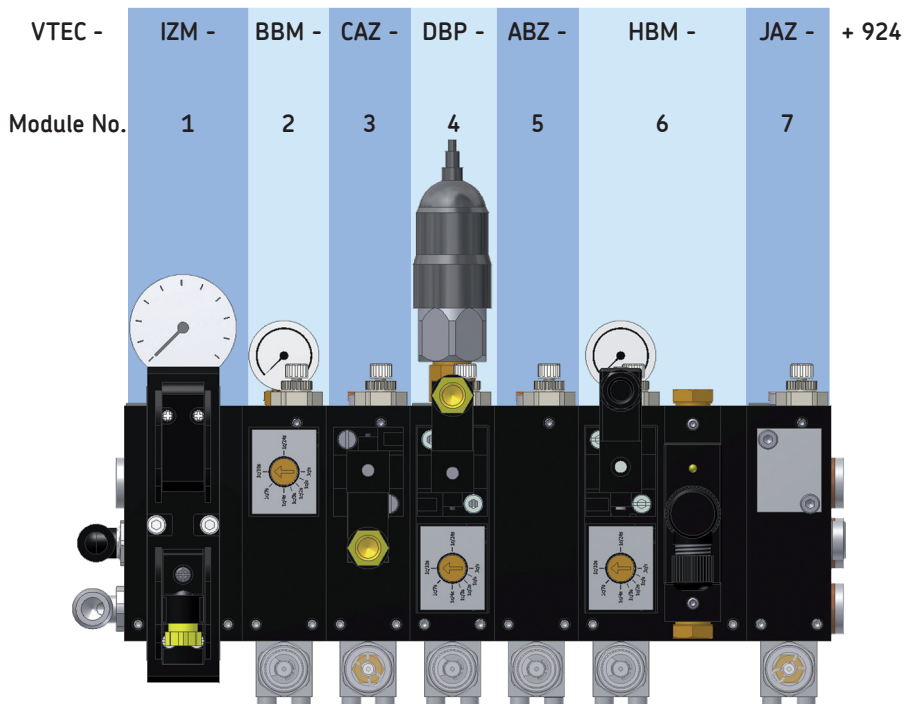 VTEC - IZM - BBM - CAZ - DBP - ABZ - HBM - JAZ - + 924
Module No. 1 2 3 4 5 6 7